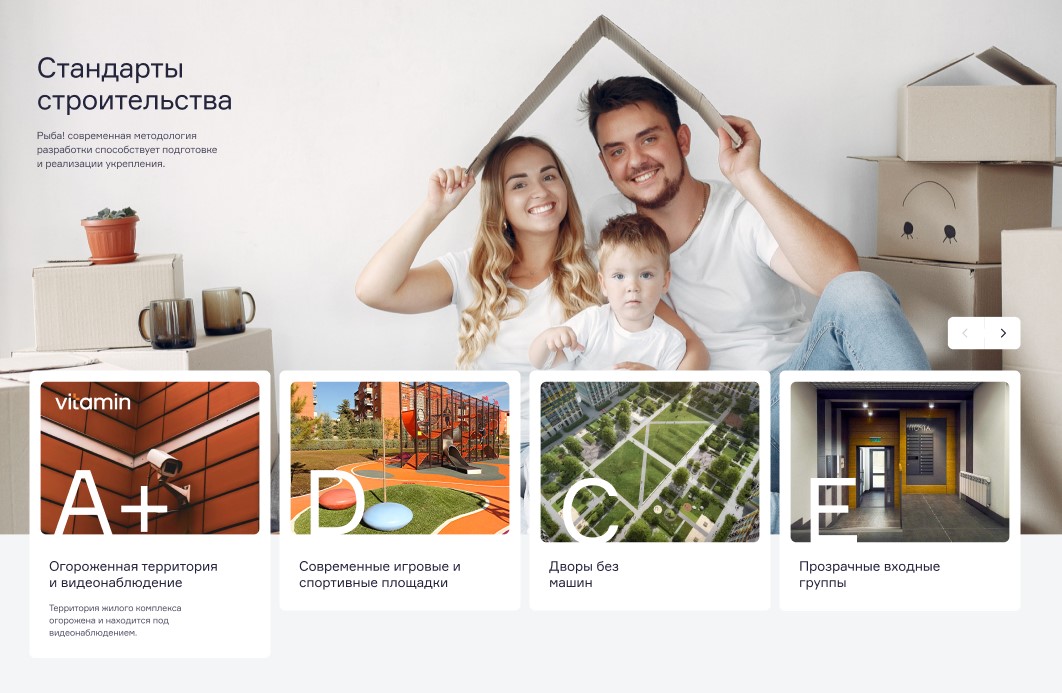 Стандарты
строительства
Рыба! современная методология
разработки способствует подготовке
и реализации укрепления.
vitamin
A+
D
C
E
Огороженная территория
и видеонаблюдение
Современные игровые и
спортивные площадки
Дворы без
машин
Прозрачные входные
группы
Территория жилого комплекса
огорожена и находится под
видеонаблюдением.